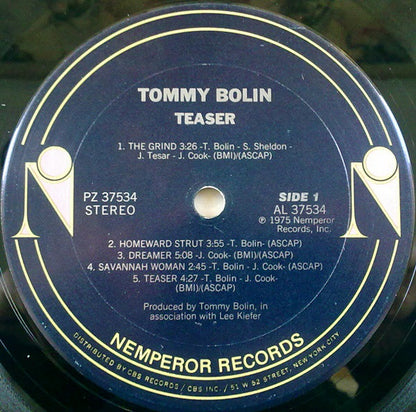 TOMMY BOLIN
TEASER
1. THE GRIND 3:26 -T. Bolin - S. Sheldon -
J. Tesar - J. Cook- (BMI)/(ASCAP)
PZ 37534
STEREO
SIDE 1
AL 37534
℗ 1975 Nemperor
Records, Inc.
2. HOMEWARD STRUT 3:55 -T. Bolin- (ASCAP)
3. DREAMER 5:08 -J. Cook- (BMI)/(ASCAP)
4. SAVANNAH WOMAN 2:45 -T. Bolin - J. Cook- (ASCAP)
5. TEASER 4:27 -T. Bolin - J. Cook-
(BMI)/(ASCAP)
Produced by Tommy Bolin, in
association with Lee Kiefer
NEMPEROR RECORDS
DISTRIBUTED BY CBS RECORDS / CBS INC. / 51 W 52 STREET, NEW YORK CITY